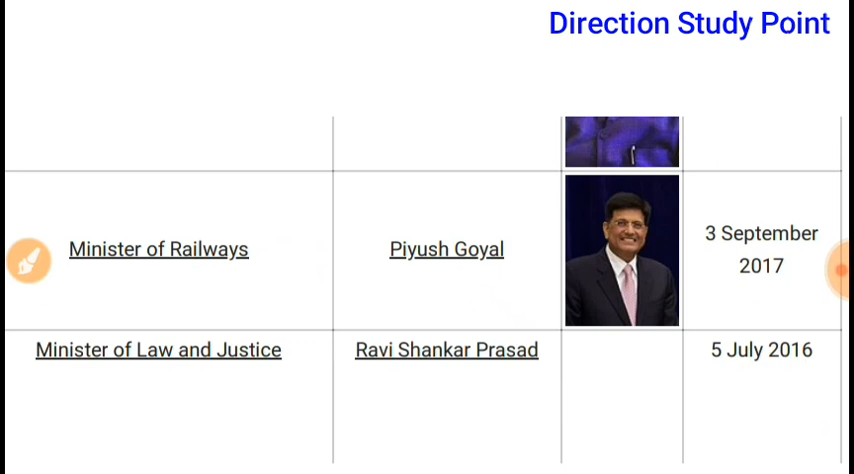 Direction Study Point
Minister of Railways
Piyush Goyal
3 September
2017
Minister of Law and Justice
Ravi Shankar Prasad
5 July 2016